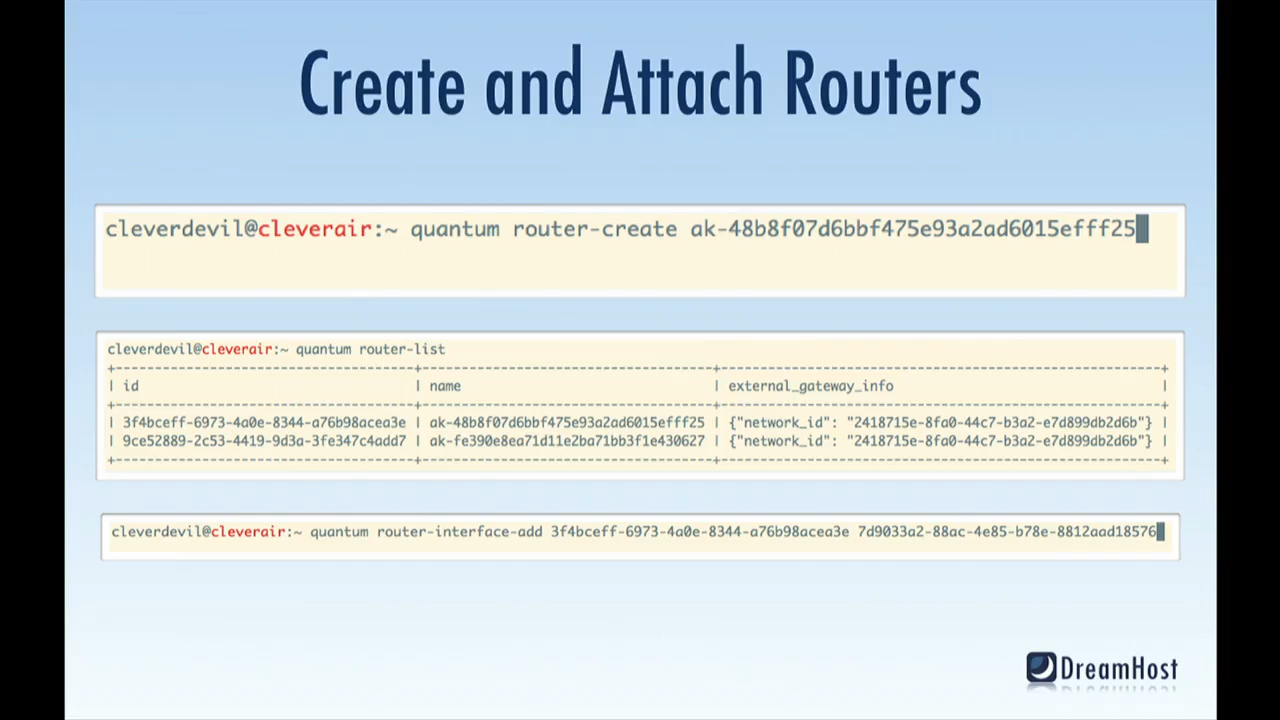 Create and Attach Routers
cleverdevil@cleverair:~ quantum router-create ak-48b8f07d6bbf475e93a2ad6015efff25
cleverdevil@cleverair:~ quantum router-list
+---------------------------------------+---------------------------------------+-----------------------------------------------------------+
| id | name | external_gateway_info |
+---------------------------------------+---------------------------------------+-----------------------------------------------------------+
| 3f4bceff-6973-4a0e-8344-a76b98acea3e | ak-48b8f07d6bbf475e93a2ad6015efff25 | {"network_id": "2418715e-8fa0-44c7-b3a2-e7d899db2d6b"} |
| 9ce52889-2c53-4419-9d3a-3fe347c4add7 | ak-fe390e8ea71d11e2ba71bb3f1e430627 | {"network_id": "2418715e-8fa0-44c7-b3a2-e7d899db2d6b"} |
+---------------------------------------+---------------------------------------+-----------------------------------------------------------+
cleverdevil@cleverair:~ quantum router-interface-add 3f4bceff-6973-4a0e-8344-a76b98acea3e 7d9033a2-88ac-4e85-b78e-8812aad18576
DreamHost